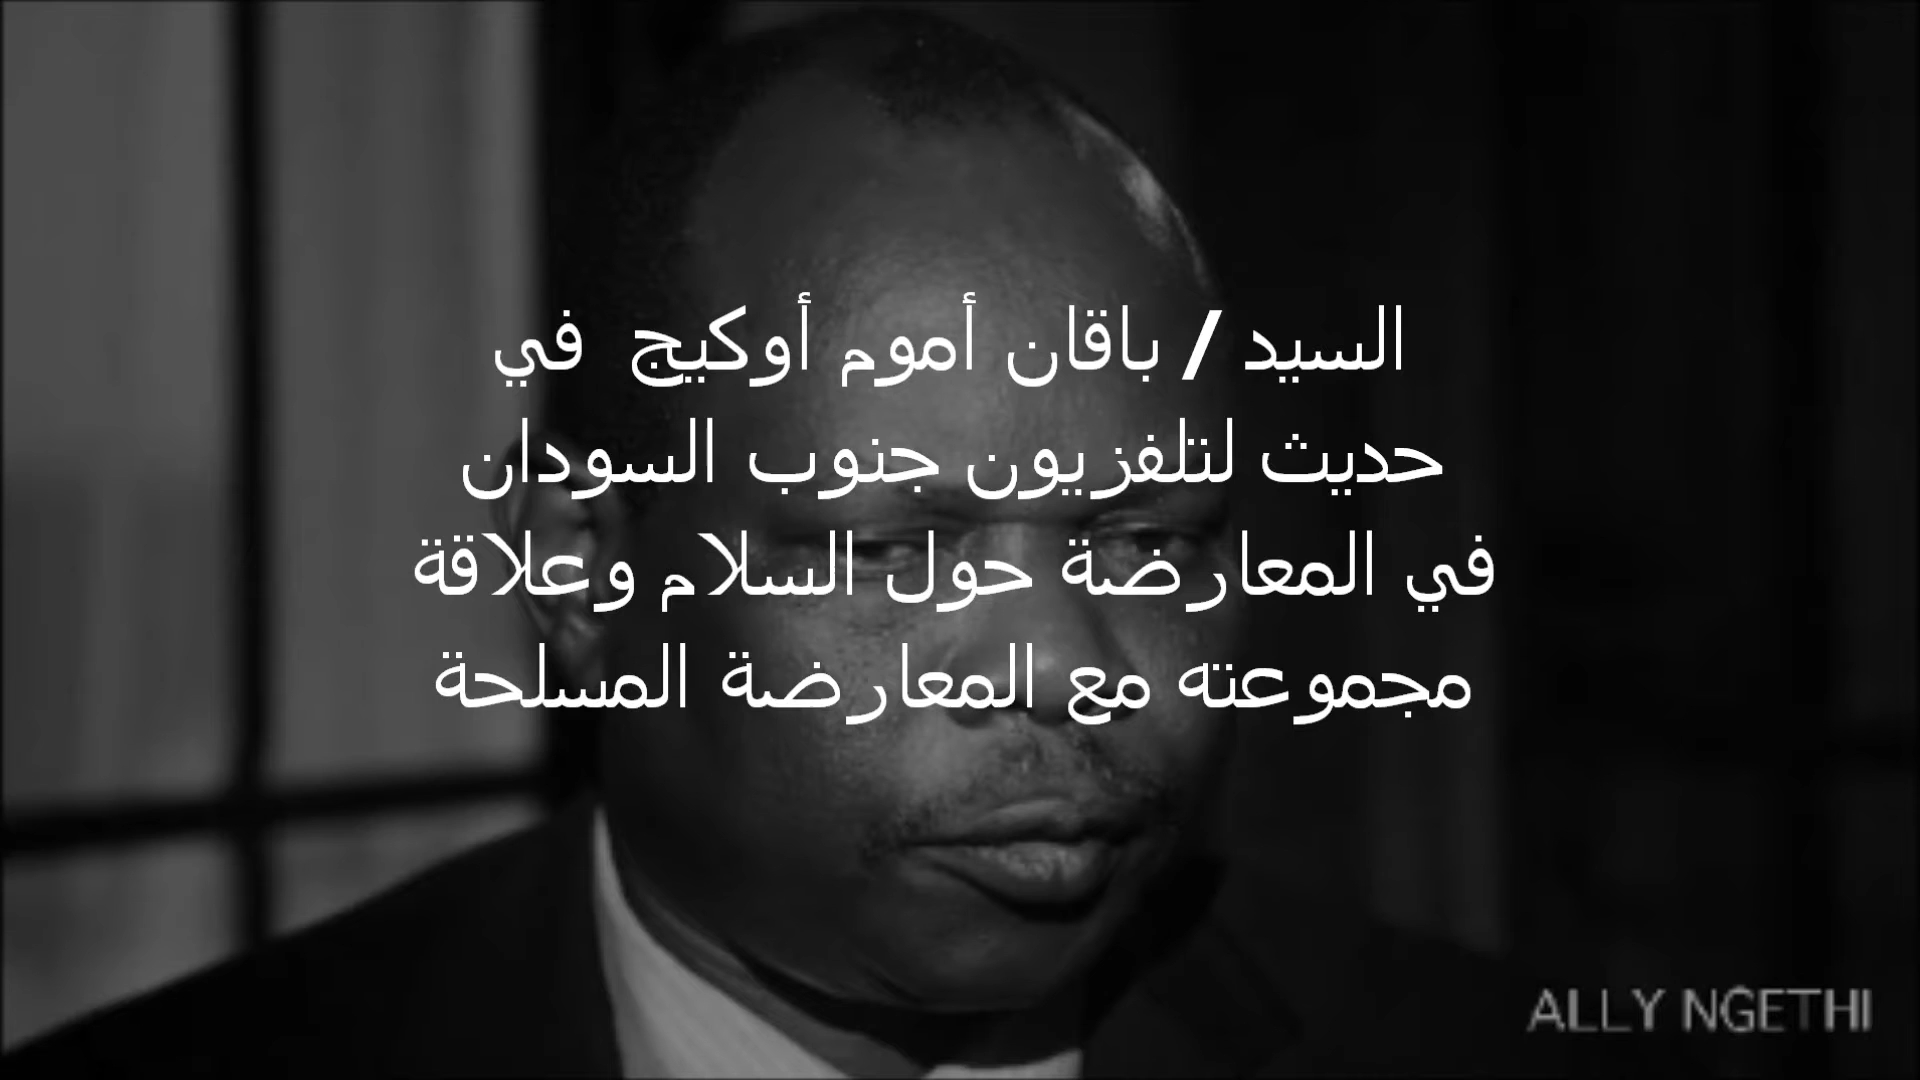 السيد / باقان أموم أوكيج في
حديث لتلفزيون جنوب السودان
في المعارضة حول السلام وعلاقة
مجموعته مع المعارضة المسلحة
ALLY NGETHI